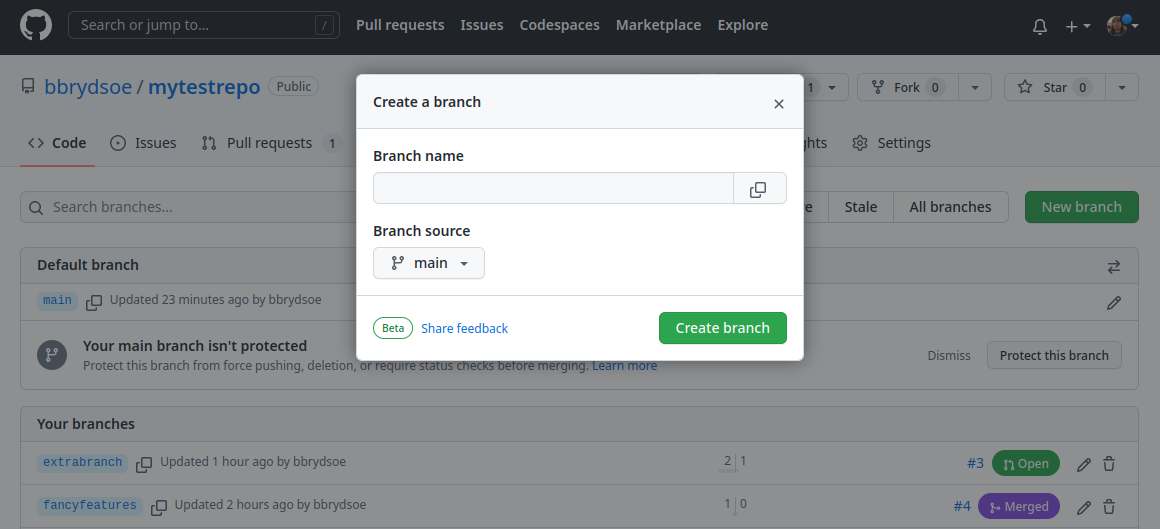 Search or jump to... / Pull requests Issues Codespaces Marketplace Explore
bbrydsoe / mytestrepo Public 1 Fork 0 Star 0
Create a branch
Code Issues Pull requests 1 Settings
Branch name
Search branches... Stale All branches New branch
Branch source
main
Default branch
main Updated 23 minutes ago by bbrydsoe
Beta Share feedback Create branch
Your main branch isn't protected
Protect this branch from force pushing, deletion, or require status checks before merging. Learn more
Dismiss Protect this branch
Your branches
extrabranch Updated 1 hour ago by bbrydsoe 2 1 #3 Open
fancyfeatures Updated 2 hours ago by bbrydsoe 1 0 #4 Merged